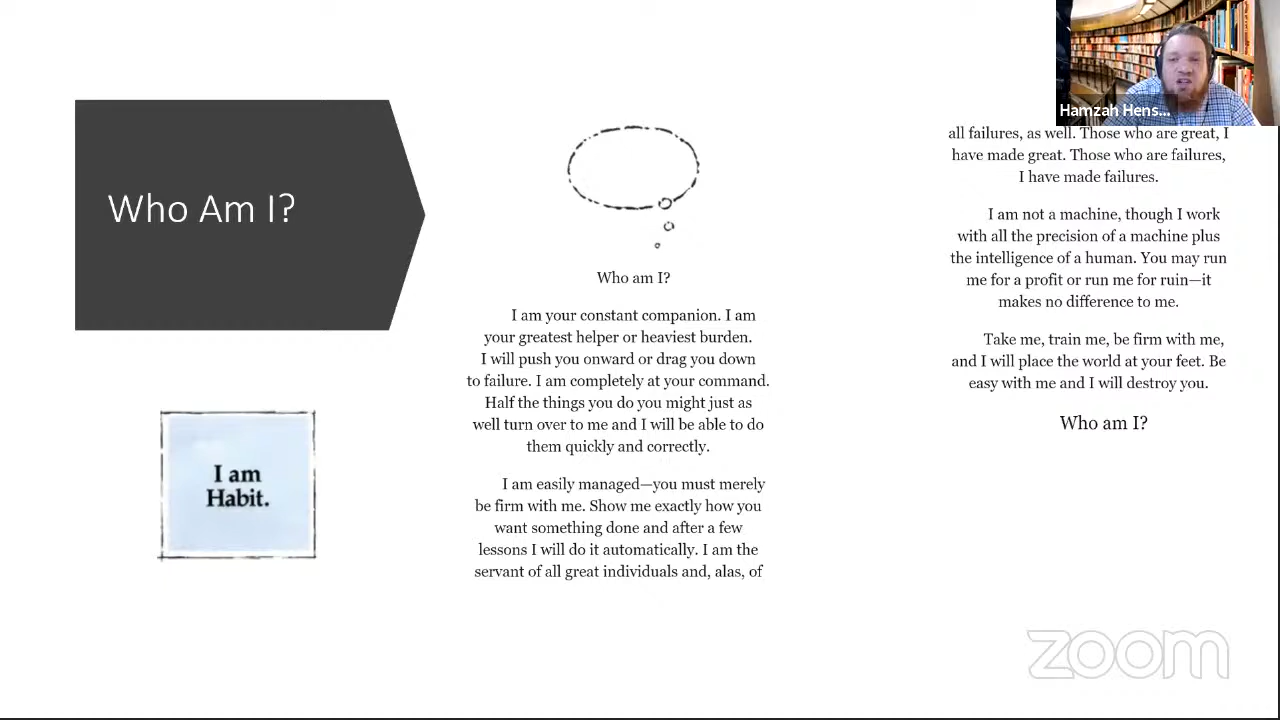 Who Am I?
I am
Habit.
Who am I?
I am your constant companion. I am
your greatest helper or heaviest burden.
I will push you onward or drag you down
to failure. I am completely at your command.
Half the things you do you might just as
well turn over to me and I will be able to do
them quickly and correctly.
I am easily managed—you must merely
be firm with me. Show me exactly how you
want something done and after a few
lessons I will do it automatically. I am the
servant of all great individuals and, alas, of
all failures, as well. Those who are great, I
have made great. Those who are failures,
I have made failures.
I am not a machine, though I work
with all the precision of a machine plus
the intelligence of a human. You may run
me for a profit or run me for ruin—it
makes no difference to me.
Take me, train me, be firm with me,
and I will place the world at your feet. Be
easy with me and I will destroy you.
Who am I?
Hamzah Hens...
zoom